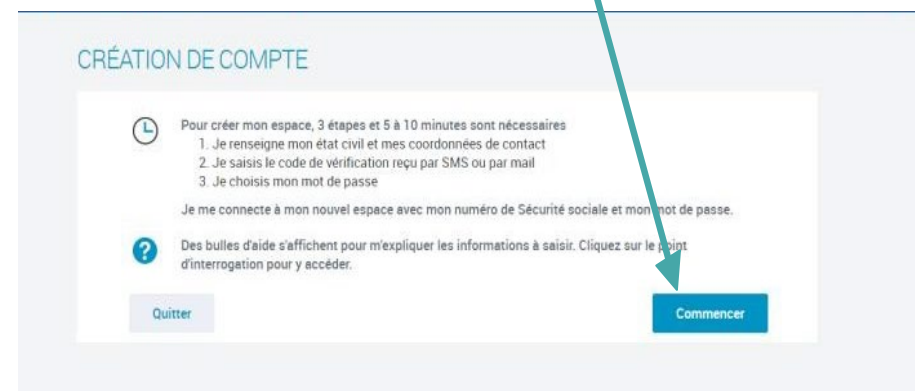 CRÉATION DE COMPTE
Pour créer mon espace, 3 étapes et 5 à 10 minutes sont nécessaires
1. Je renseigne mon état civil et mes coordonnées de contact
2. Je saisis le code de vérification reçu par SMS ou par mail
3. Je choisis mon mot de passe
Je me connecte à mon nouvel espace avec mon numéro de Sécurité sociale et mon mot de passe.
Des bulles d'aide s'affichent pour m'expliquer les informations à saisir. Cliquez sur le point
d'interrogation pour y accéder.
Quitter
Commencer